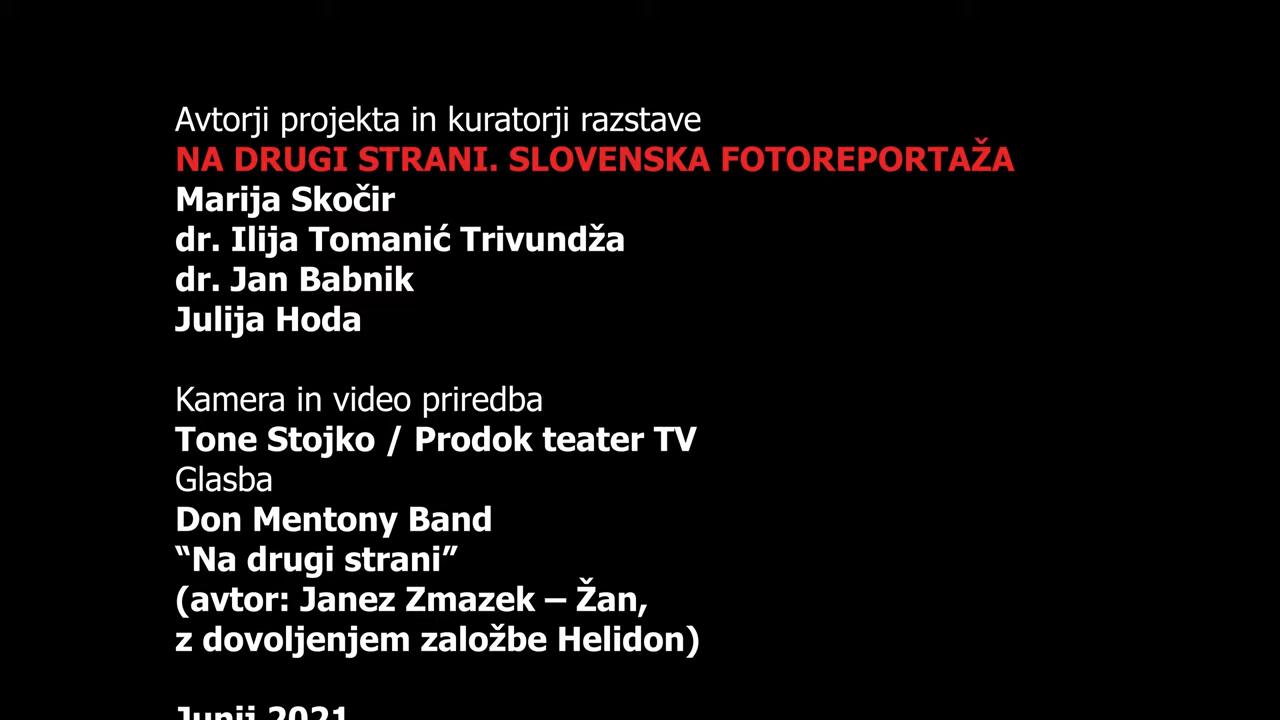 Avtorji projekta in kuratorji razstave
NA DRUGI STRANI. SLOVENSKA FOTOREPORTAŽA
Marija Skočir
dr. Ilija Tomanić Trivundža
dr. Jan Babnik
Julija Hoda
Kamera in video priredba
Tone Stojko / Prodok teater TV
Glasba
Don Mentony Band
“Na drugi strani”
(avtor: Janez Zmazek – Žan,
z dovoljenjem založbe Helidon)
Junij 2021